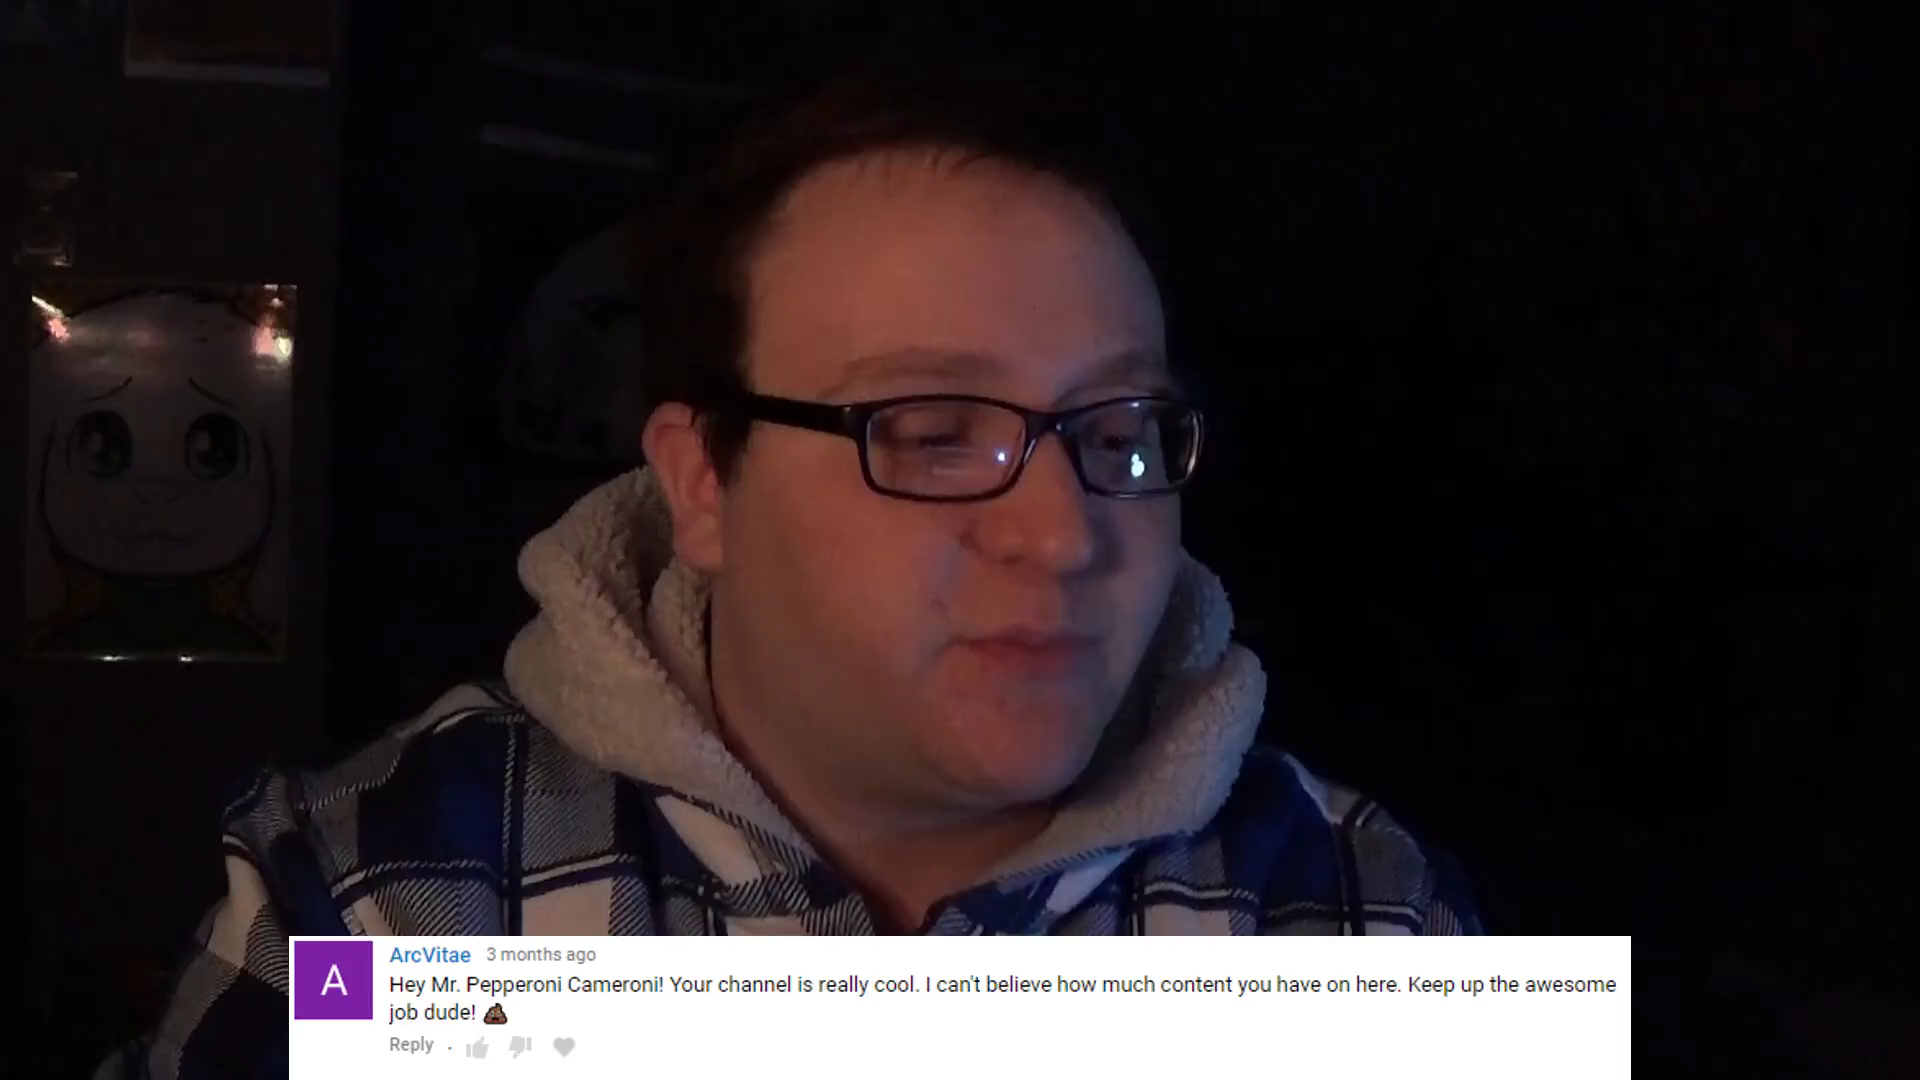 A
ArcVitae 3 months ago
Hey Mr. Pepperoni Cameroni! Your channel is really cool. I can't believe how much content you have on here. Keep up the awesome
job dude! 💩
Reply